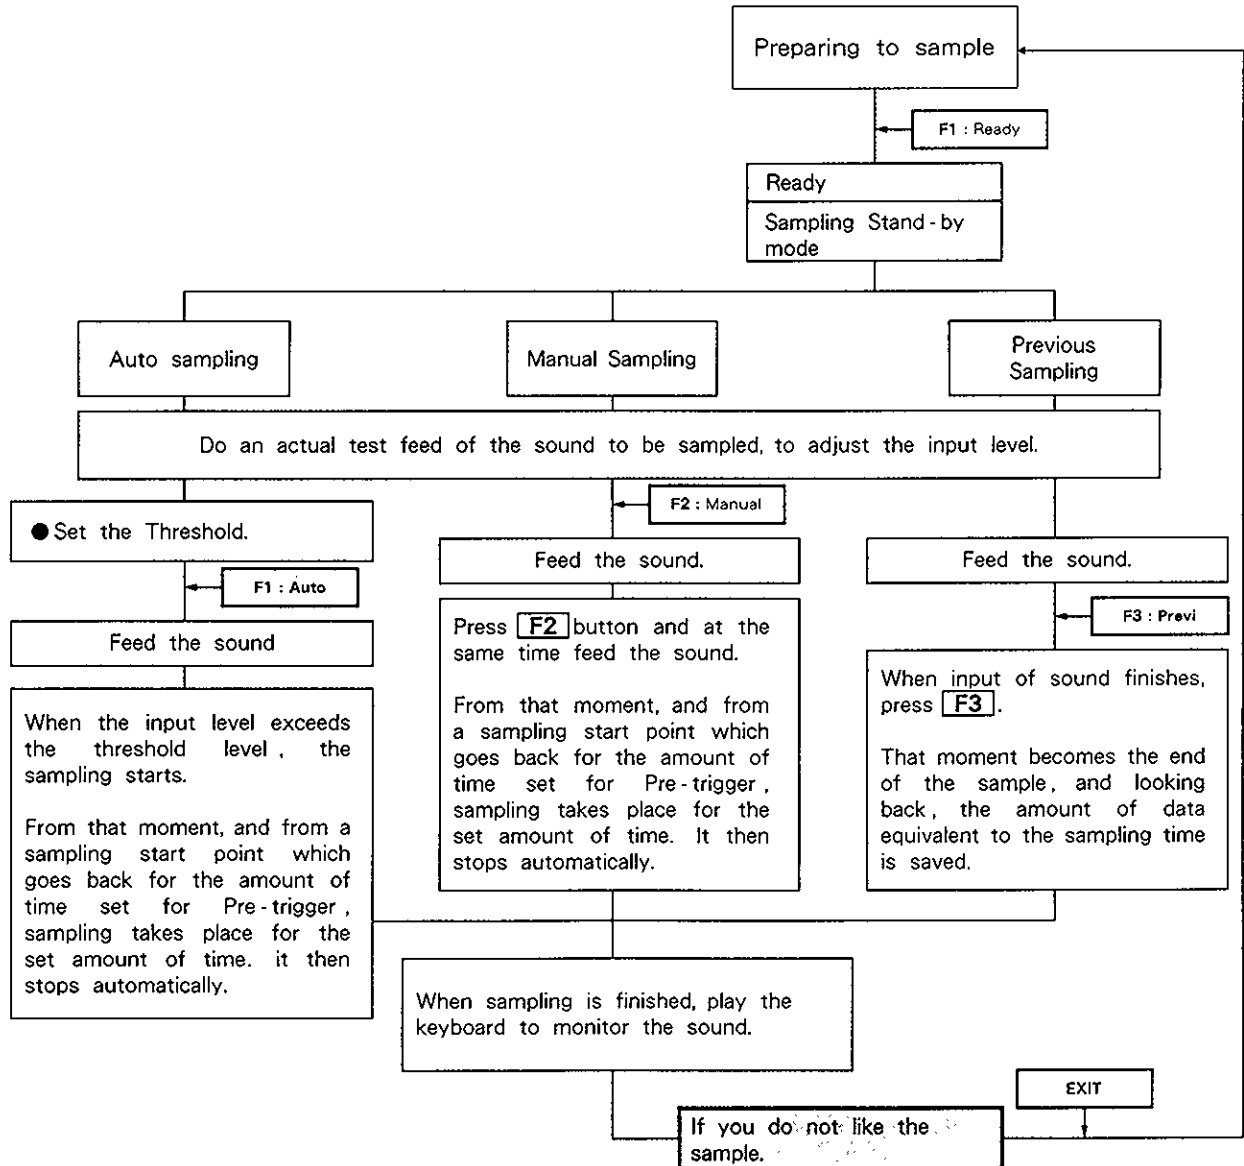 Preparing to sample
F1 : Ready
Ready
Sampling Stand-by
mode
Auto sampling
Manual Sampling
Previous
Sampling
Do an actual test feed of the sound to be sampled, to adjust the input level.
● Set the Threshold.
F1 : Auto
Feed the sound
When the input level exceeds
the threshold level, the
sampling starts.
From that moment, and from a
sampling start point which
goes back for the amount of
time set for Pre-trigger,
sampling takes place for the
set amount of time. it then
stops automatically.
F2 : Manual
Feed the sound.
Press F2 button and at the
same time feed the sound.
From that moment, and from
a sampling start point which
goes back for the amount of
time set for Pre-trigger,
sampling takes place for the
set amount of time. It then
stops automatically.
Feed the sound.
F3 : Previ
When input of sound finishes,
press F3.
That moment becomes the end
of the sample, and looking
back, the amount of data
equivalent to the sampling time
is saved.
When sampling is finished, play the
keyboard to monitor the sound.
EXIT
If you do not like the
sample.